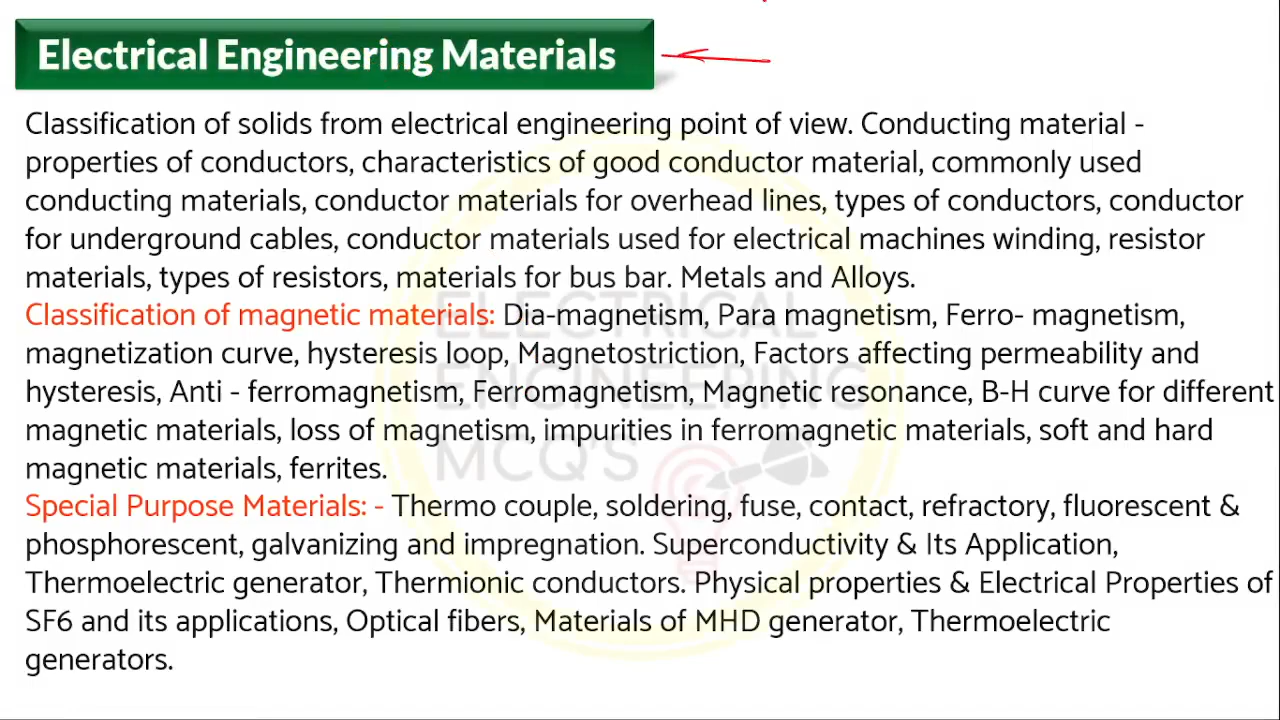 Electrical Engineering Materials
Classification of solids from electrical engineering point of view. Conducting material -
properties of conductors, characteristics of good conductor material, commonly used
conducting materials, conductor materials for overhead lines, types of conductors, conductor
for underground cables, conductor materials used for electrical machines winding, resistor
materials, types of resistors, materials for bus bar. Metals and Alloys.
Classification of magnetic materials: Dia-magnetism, Para magnetism, Ferro- magnetism,
magnetization curve, hysteresis loop, Magnetostriction, Factors affecting permeability and
hysteresis, Anti - ferromagnetism, Ferromagnetism, Magnetic resonance, B-H curve for different
magnetic materials, loss of magnetism, impurities in ferromagnetic materials, soft and hard
magnetic materials, ferrites.
Special Purpose Materials: - Thermo couple, soldering, fuse, contact, refractory, fluorescent &
phosphorescent, galvanizing and impregnation. Superconductivity & Its Application,
Thermoelectric generator, Thermionic conductors. Physical properties & Electrical Properties of
SF6 and its applications, Optical fibers, Materials of MHD generator, Thermoelectric
generators.
ELECTRICAL
ENGINEERING
MCQ'S